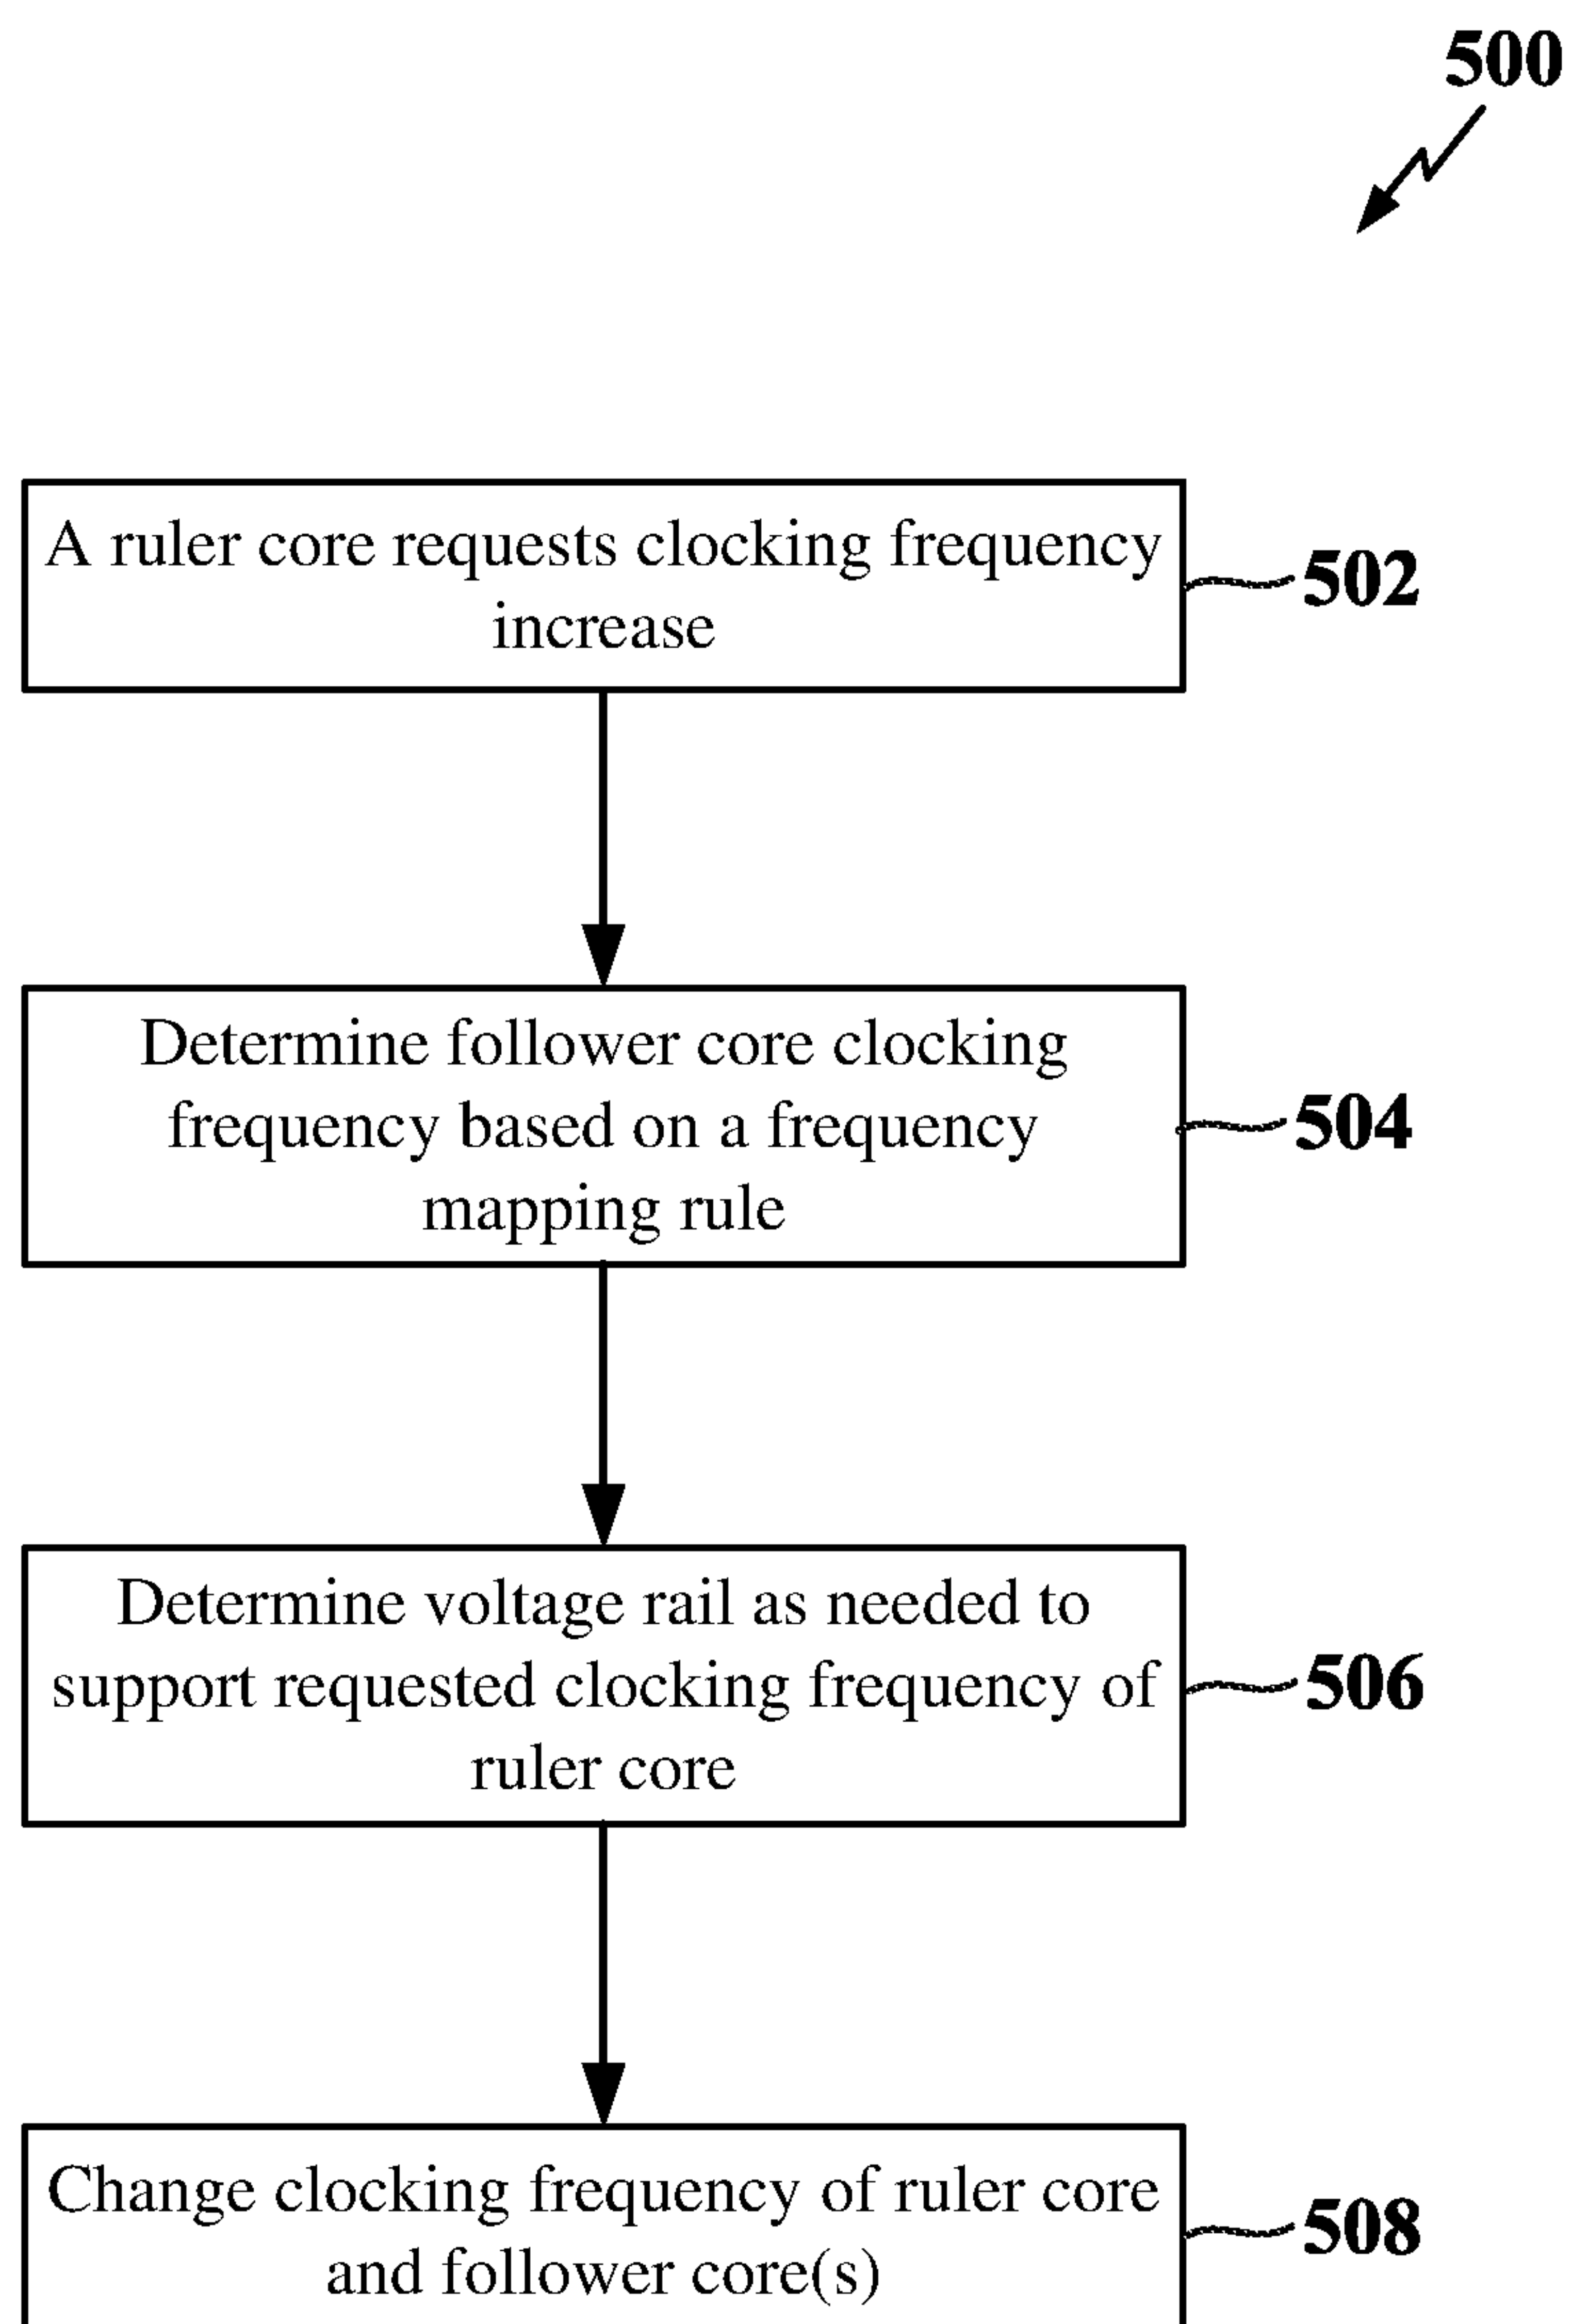 500
A ruler core requests clocking frequency
increase
502
Determine follower core clocking
frequency based on a frequency
mapping rule
504
Determine voltage rail as needed to
support requested clocking frequency of
ruler core
506
Change clocking frequency of ruler core
and follower core(s)
508